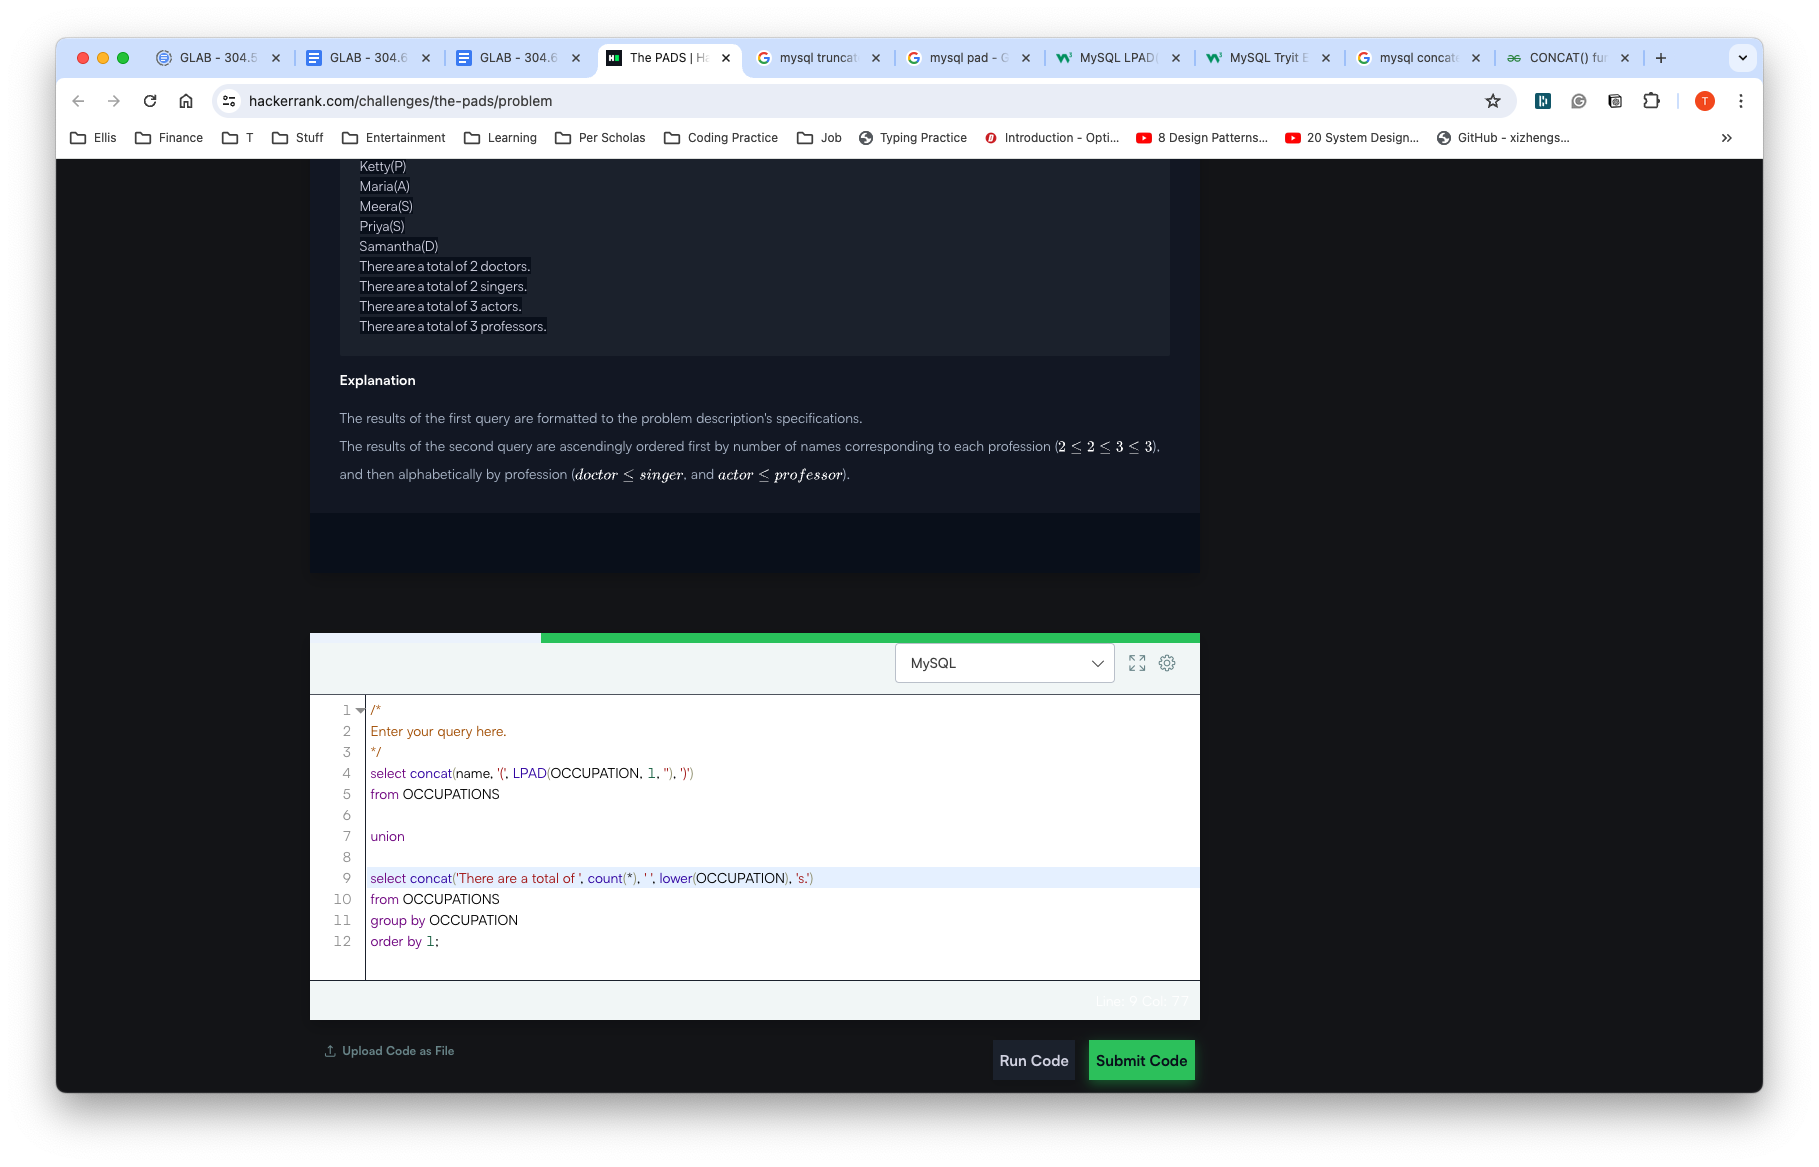 GLAB - 304.5
GLAB - 304.6
GLAB - 304.6
The PADS | Ha
mysql truncat
mysql pad - G
MySQL LPAD(
MySQL Tryit E
mysql concat
CONCAT() fun
hackerrank.com/challenges/the-pads/problem
T
Ellis
Finance
T
Stuff
Entertainment
Learning
Per Scholas
Coding Practice
Job
Typing Practice
Introduction - Opti...
8 Design Patterns...
20 System Design...
GitHub - xizhengs...
Ketty(P)
Maria(A)
Meera(S)
Priya(S)
Samantha(D)
There are a total of 2 doctors.
There are a total of 2 singers.
There are a total of 3 actors.
There are a total of 3 professors.
Explanation
The results of the first query are formatted to the problem description's specifications.
The results of the second query are ascendingly ordered first by number of names corresponding to each profession (2 ≤ 2 ≤ 3 ≤ 3),
and then alphabetically by profession (doctor ≤ singer, and actor ≤ professor).
MySQL
1 /*
2 Enter your query here.
3 */
4 select concat(name, '(', LPAD(OCCUPATION, 1, ''), ')')
5 from OCCUPATIONS
6
7 union
8
9 select concat('There are a total of ', count(*), ' ', lower(OCCUPATION), 's.')
10 from OCCUPATIONS
11 group by OCCUPATION
12 order by 1;
Line: 9 Col: 77
Upload Code as File
Run Code
Submit Code